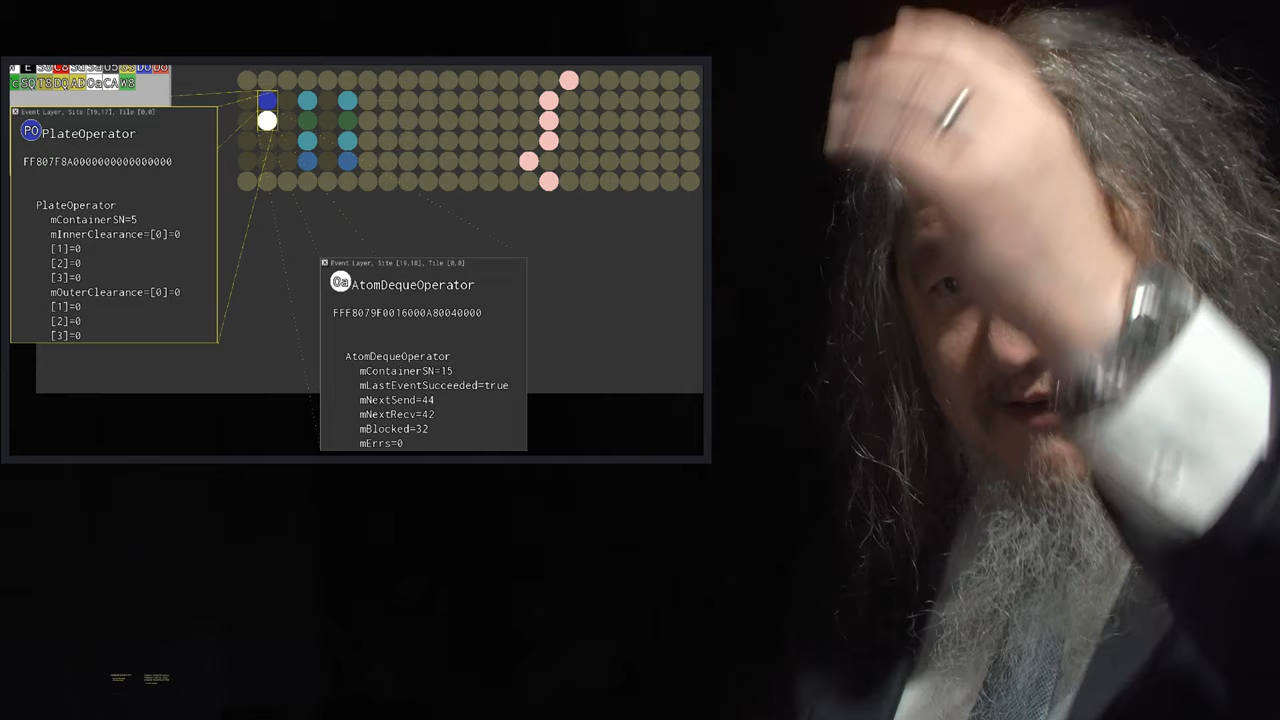 cSQT8DQADOaCAW8
Event Layer, Site [19,17], Tile [0,0]
PO PlateOperator
FF807F8A0000000000000000
PlateOperator
mContainerSN=5
mInnerClearance=[0]=0
[1]=0
[2]=0
[3]=0
mOuterClearance=[0]=0
[1]=0
[2]=0
[3]=0
Event Layer, Site [19,18], Tile [0,0]
Oa AtomDequeOperator
FFF8079F0016000A80040000
AtomDequeOperator
mContainerSN=15
mLastEventSucceeded=true
mNextSend=44
mNextRecv=42
mBlocked=32
mErrs=0